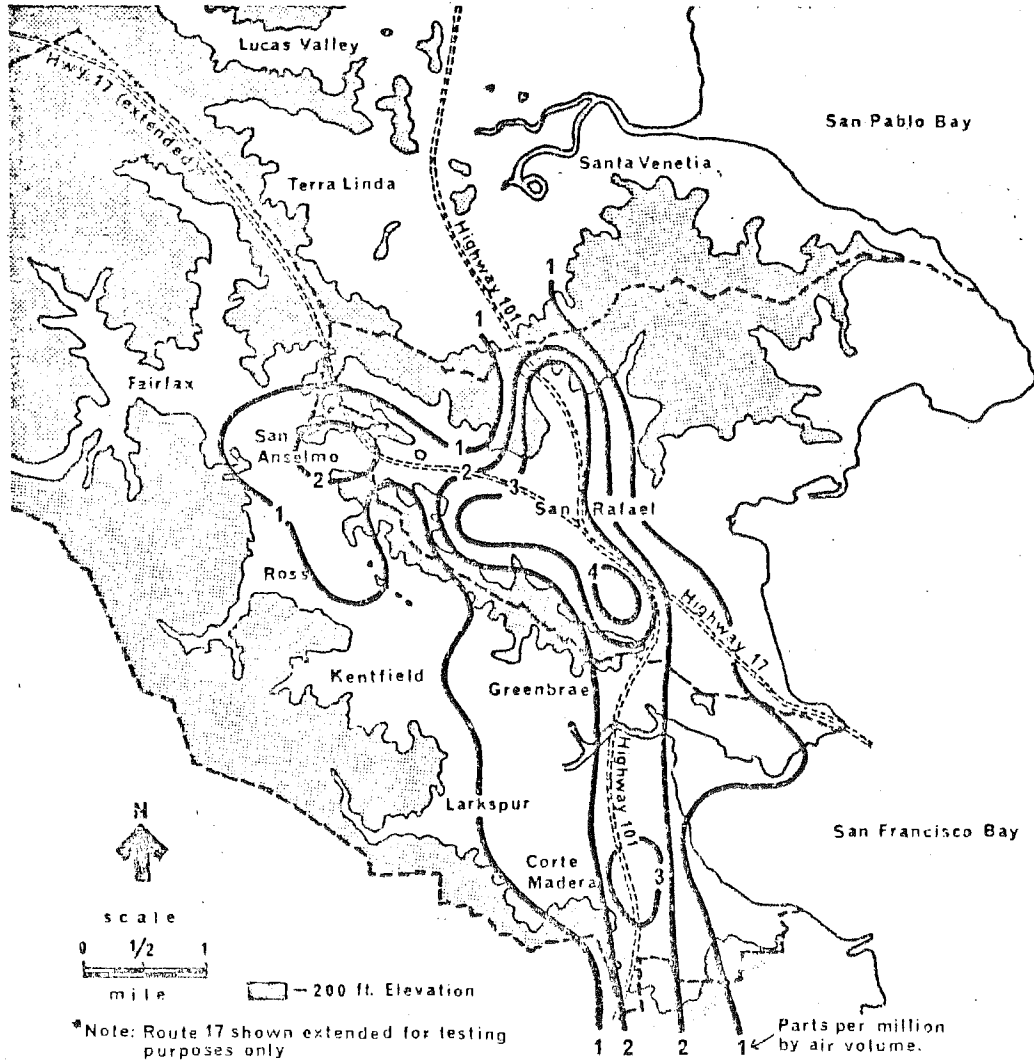 Lucas Valley
Hwy. 17 (extended)*
San Pablo Bay
Santa Venetia
Terra Linda
Highway 101
1
1
Fairfax
San
Anselmo
1
2
2
3
San Rafael
1
4
Ross
Highway 17
Kentfield
Greenbrae
Highway 101
N
Larkspur
San Francisco Bay
Corte
Madera
3
scale
0 1/2 1
mile
- 200 ft. Elevation
*Note: Route 17 shown extended for testing
purposes only
1 2 2 1
Parts per million
by air volume.